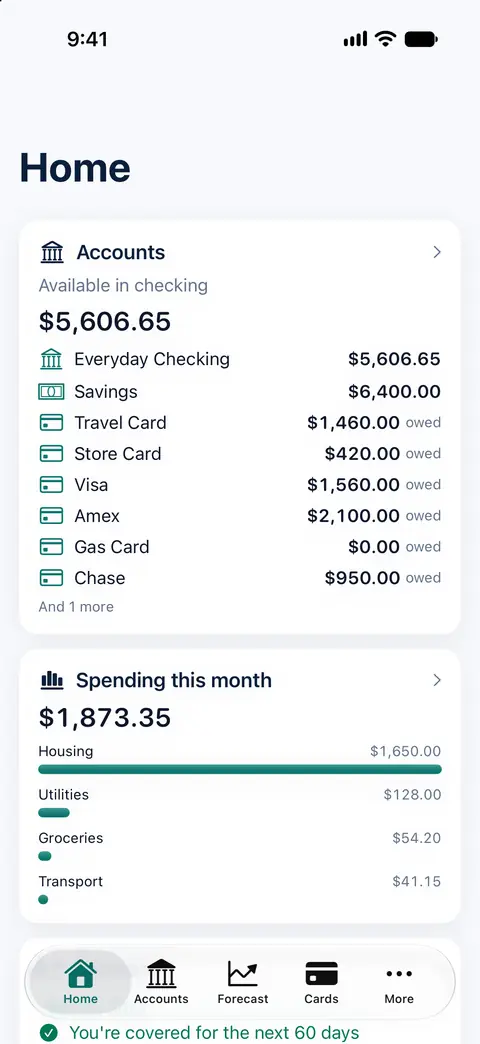 9:41
Home
Accounts
Available in checking
$5,606.65
Everyday Checking $5,606.65
Savings $6,400.00
Travel Card $1,460.00 owed
Store Card $420.00 owed
Visa $1,560.00 owed
Amex $2,100.00 owed
Gas Card $0.00 owed
Chase $950.00 owed
And 1 more
Spending this month
$1,873.35
Housing $1,650.00
Utilities $128.00
Groceries $54.20
Transport $41.15
Home Accounts Forecast Cards More
You're covered for the next 60 days